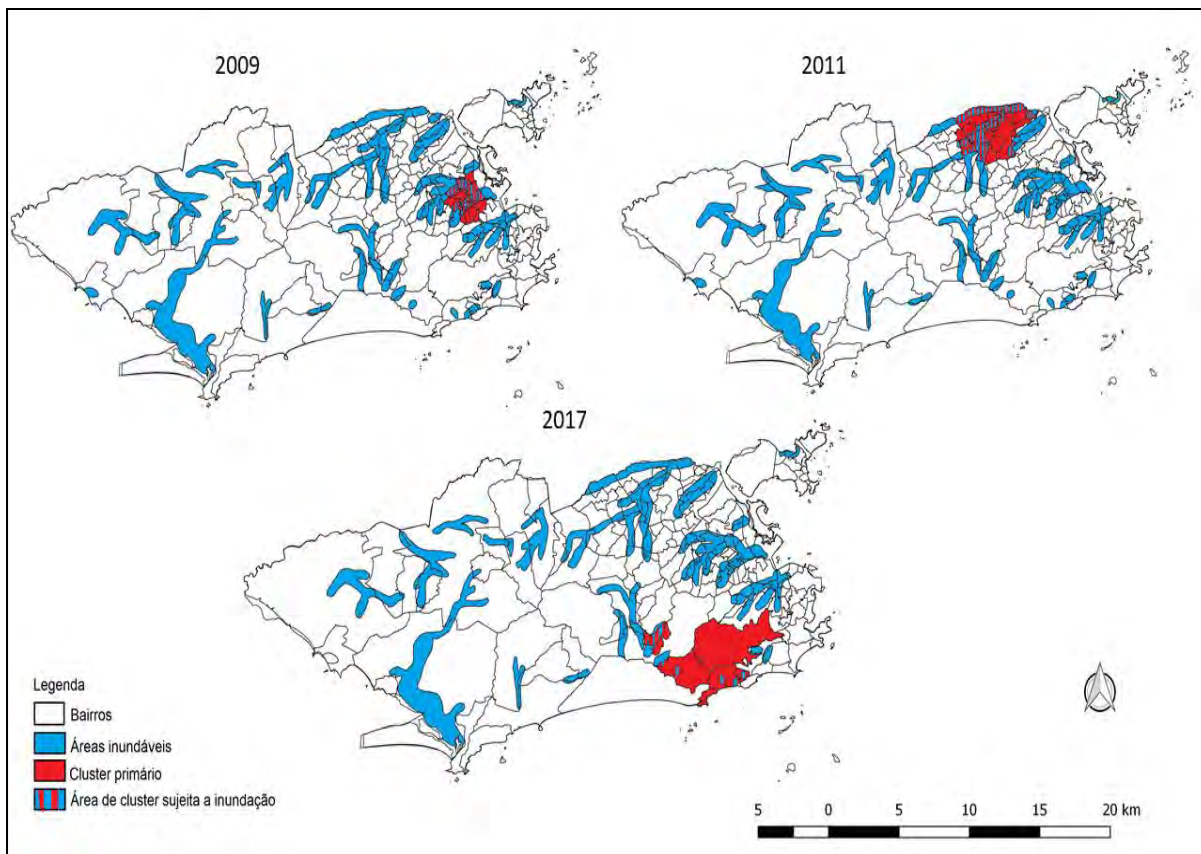 2009
2011
2017
Legenda
Bairros
Áreas inundáveis
Cluster primário
Área de cluster sujeita a inundação
5 0 5 10 15 20 km